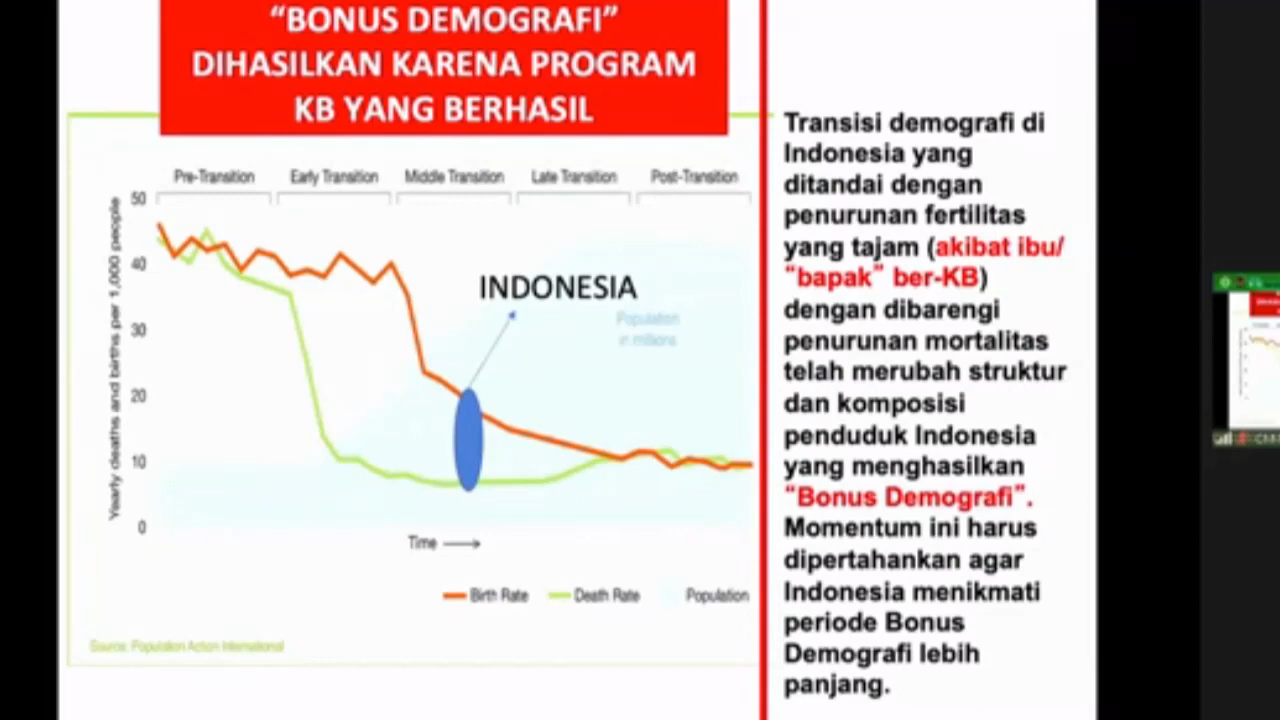 “BONUS DEMOGRAFI”
DIHASILKAN KARENA PROGRAM
KB YANG BERHASIL
Pre-Transition Early Transition Middle Transition Late Transition Post-Transition
Yearly deaths and births per 1,000 people
50
40
30
20
10
0
INDONESIA
Population
in millions
Time
Birth Rate Death Rate Population
Source: Population Action International
Transisi demografi di
Indonesia yang
ditandai dengan
penurunan fertilitas
yang tajam (akibat ibu/
“bapak” ber-KB)
dengan dibarengi
penurunan mortalitas
telah merubah struktur
dan komposisi
penduduk Indonesia
yang menghasilkan
“Bonus Demografi”.
Momentum ini harus
dipertahankan agar
Indonesia menikmati
periode Bonus
Demografi lebih
panjang.